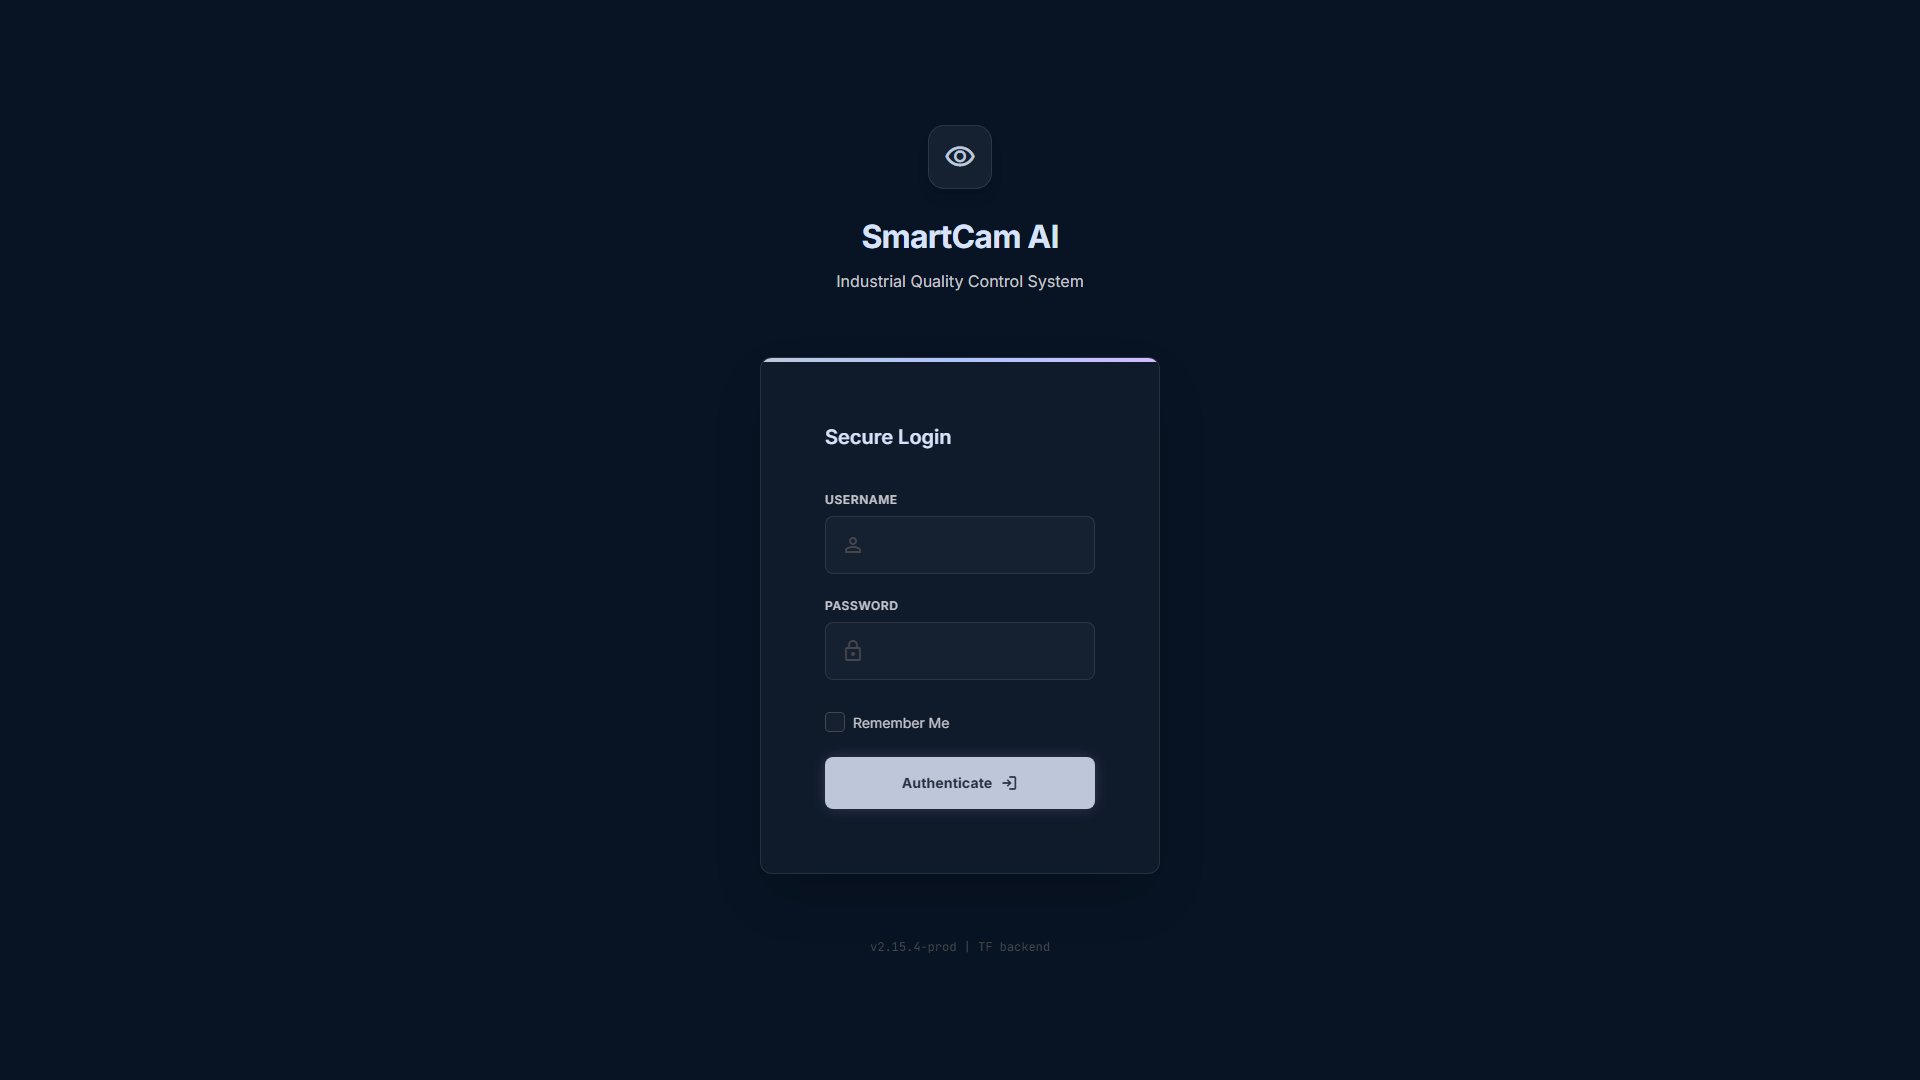 SmartCam AI
Industrial Quality Control System
Secure Login
USERNAME
PASSWORD
Remember Me
Authenticate
v2.15.4-prod | TF backend